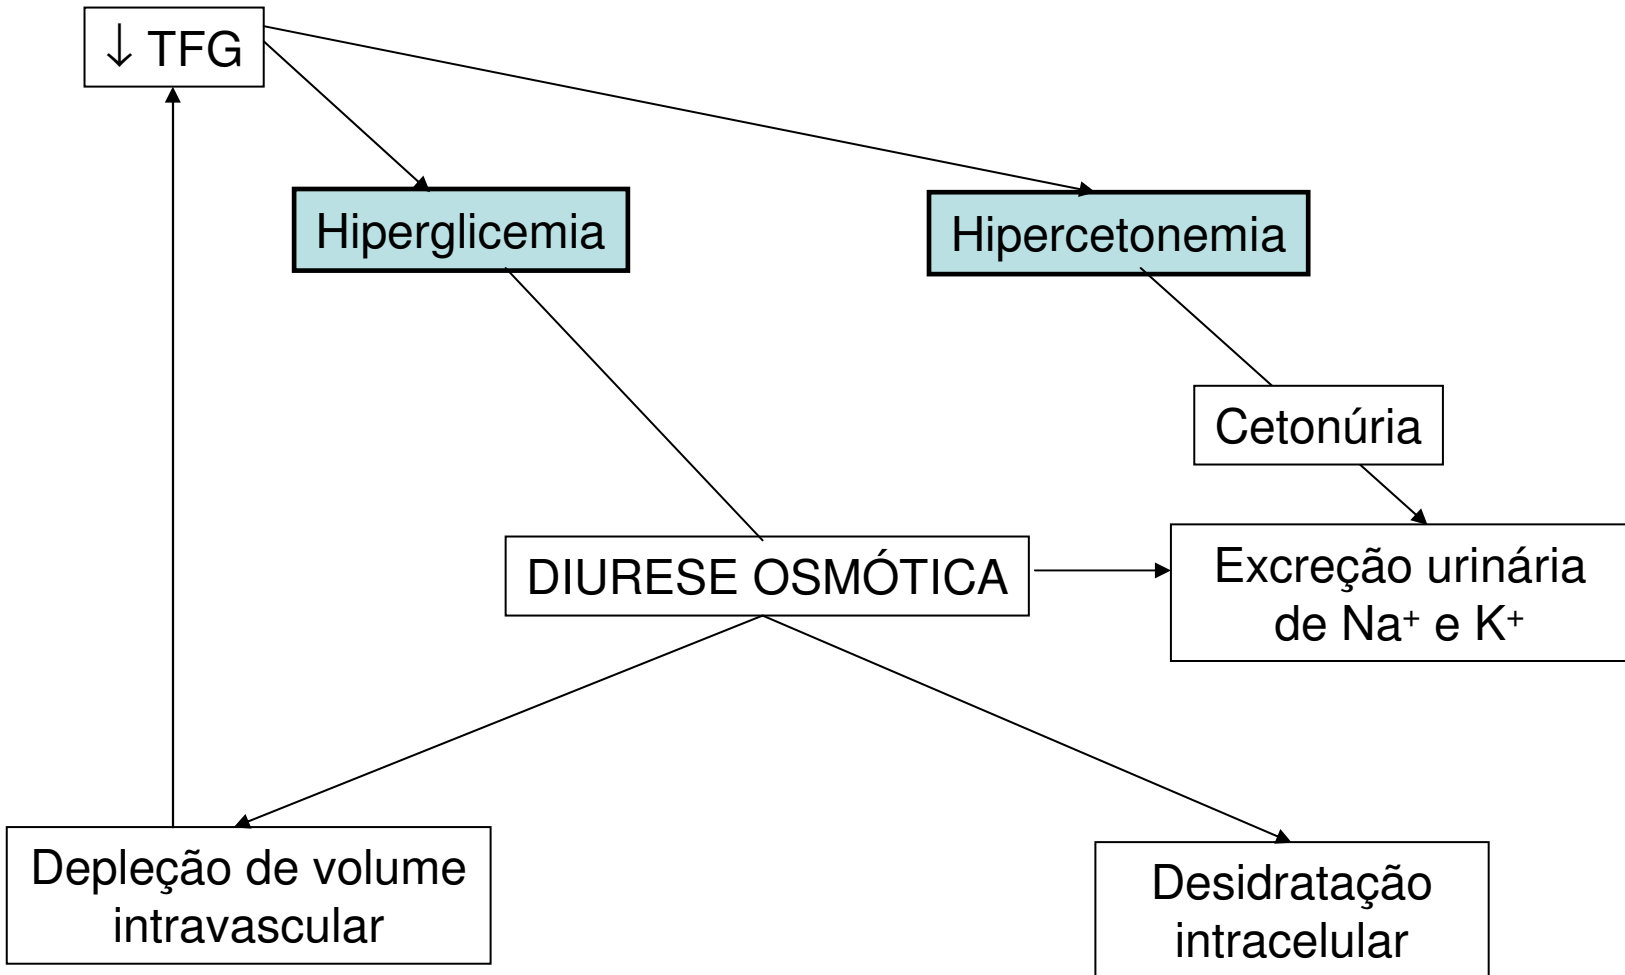 ↓ TFG
Hiperglicemia
Hipercetonemia
Cetonúria
DIURESE OSMÓTICA
Excreção urinária
de Na⁺ e K⁺
Depleção de volume
intravascular
Desidratação
intracelular